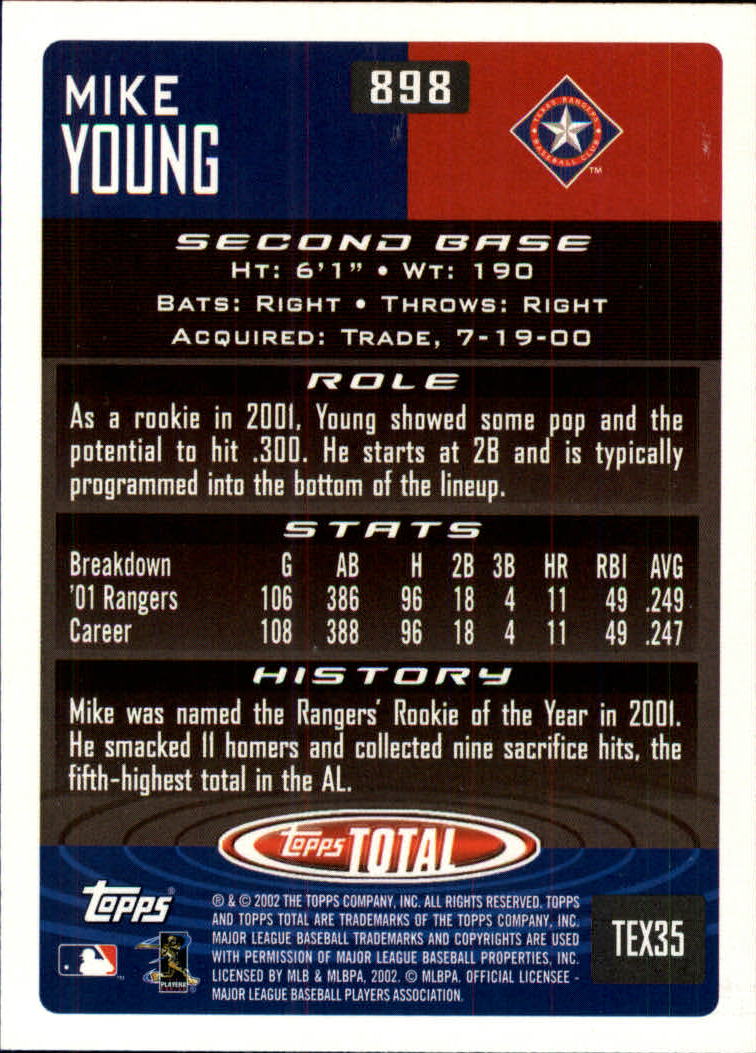 MIKE
YOUNG
898
TEXAS RANGERS
BASEBALL CLUB
TM
SECOND BASE
HT: 6'1" • WT: 190
BATS: RIGHT • THROWS: RIGHT
ACQUIRED: TRADE, 7-19-00
ROLE
As a rookie in 2001, Young showed some pop and the
potential to hit .300. He starts at 2B and is typically
programmed into the bottom of the lineup.
STATS
Breakdown G AB H 2B 3B HR RBI AVG
'01 Rangers 106 386 96 18 4 11 49 .249
Career 108 388 96 18 4 11 49 .247
HISTORY
Mike was named the Rangers' Rookie of the Year in 2001.
He smacked 11 homers and collected nine sacrifice hits, the
fifth-highest total in the AL.
topps TOTAL
topps®
® & © 2002 THE TOPPS COMPANY, INC. ALL RIGHTS RESERVED. TOPPS
AND TOPPS TOTAL ARE TRADEMARKS OF THE TOPPS COMPANY, INC.
MAJOR LEAGUE BASEBALL TRADEMARKS AND COPYRIGHTS ARE USED
WITH PERMISSION OF MAJOR LEAGUE BASEBALL PROPERTIES, INC.
LICENSED BY MLB & MLBPA, 2002. © MLBPA. OFFICIAL LICENSEE -
MAJOR LEAGUE BASEBALL PLAYERS ASSOCIATION.
TEX35
PLAYERS